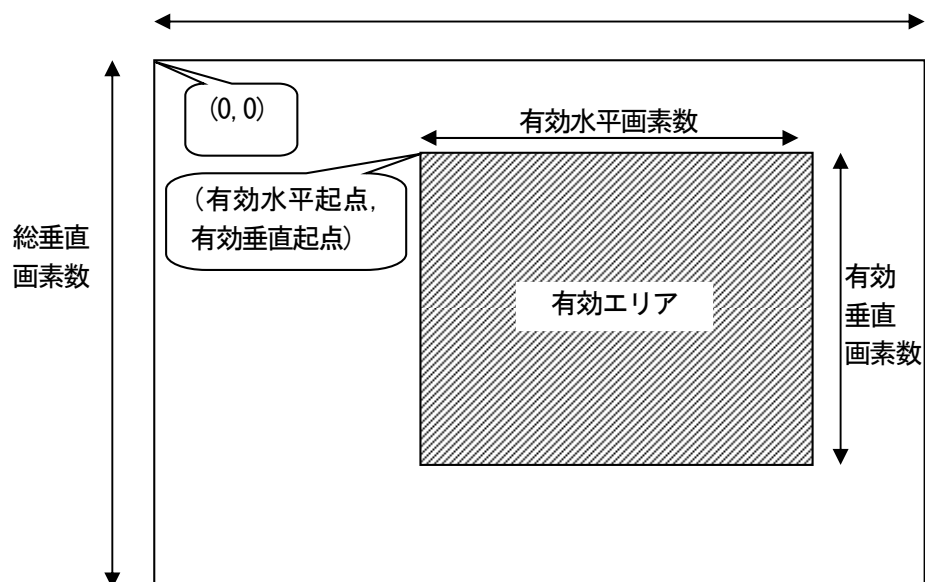 (0, 0)
有効水平画素数
(有効水平起点,
有効垂直起点)
総垂直
画素数
有効エリア
有効
垂直
画素数